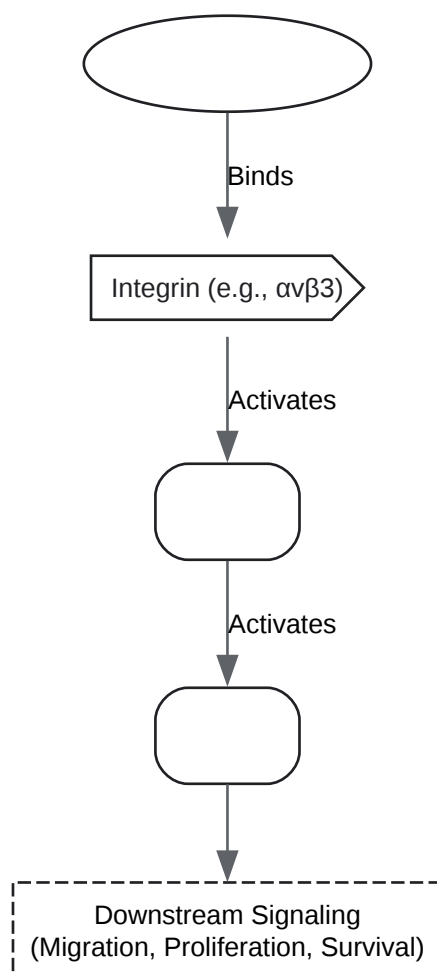 Binds
Integrin (e.g., αvβ3)
Activates
Activates
Downstream Signaling
(Migration, Proliferation, Survival)